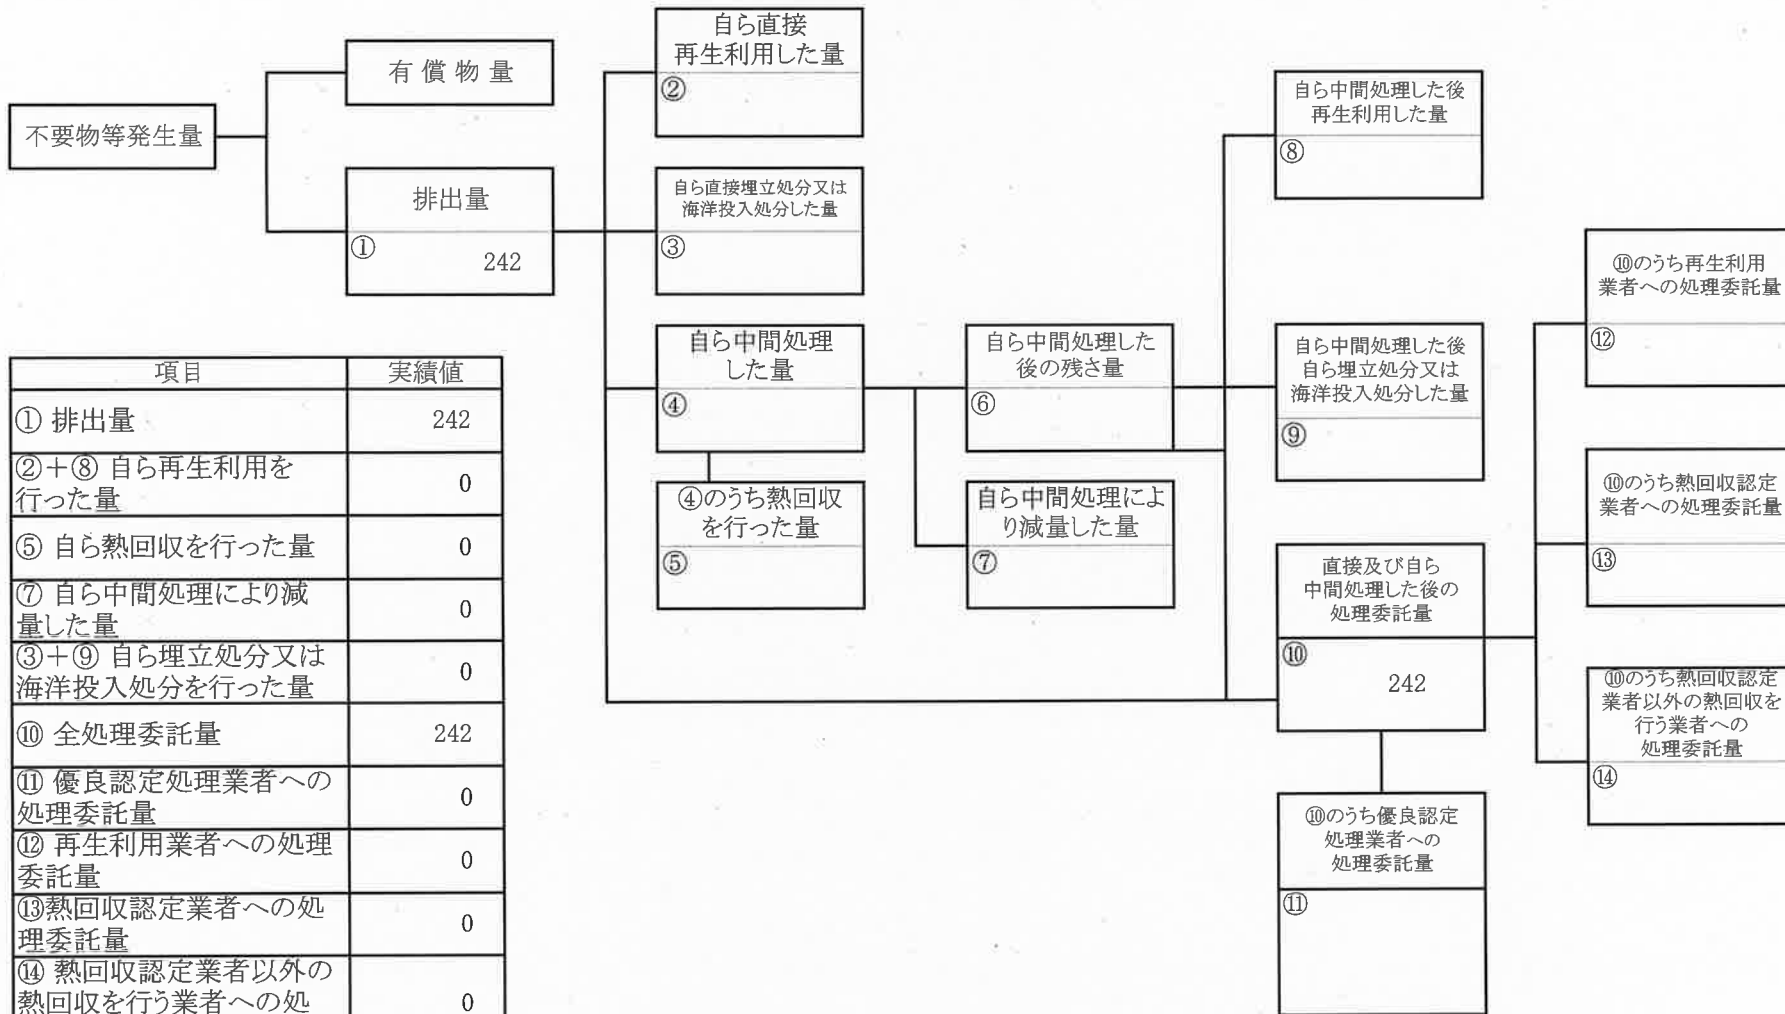 不要物等発生量
有償物量
排出量
①
242
自ら直接
再生利用した量
②
自ら直接埋立処分又は
海洋投入処分した量
③
自ら中間処理
した量
④
④のうち熱回収
を行った量
⑤
自ら中間処理した
後の残さ量
⑥
自ら中間処理によ
り減量した量
⑦
自ら中間処理した後
再生利用した量
⑧
自ら中間処理した後
自ら埋立処分又は
海洋投入処分した量
⑨
直接及び自ら
中間処理した後の
処理委託量
⑩
242
⑩のうち優良認定
処理業者への
処理委託量
⑪
⑩のうち再生利用
業者への処理委託量
⑫
⑩のうち熱回収認定
業者への処理委託量
⑬
⑩のうち熱回収認定
業者以外の熱回収を
行う業者への
処理委託量
⑭
項目 実績値
① 排出量 242
②+⑧ 自ら再生利用を
行った量 0
⑤ 自ら熱回収を行った量 0
⑦ 自ら中間処理により減
量した量 0
③+⑨ 自ら埋立処分又は
海洋投入処分を行った量 0
⑩ 全処理委託量 242
⑪ 優良認定処理業者への
処理委託量 0
⑫ 再生利用業者への処理
委託量 0
⑬熱回収認定業者への処
理委託量 0
⑭ 熱回収認定業者以外の
熱回収を行う業者への処 0